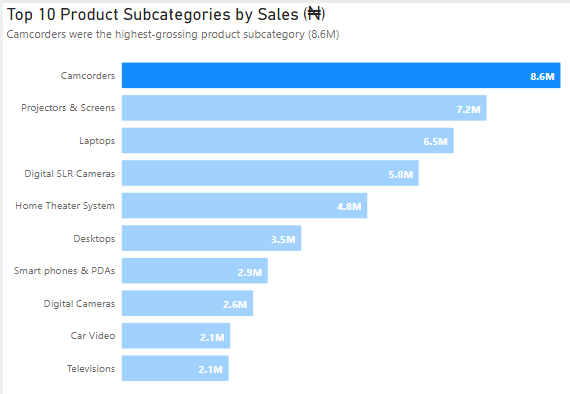 Top 10 Product Subcategories by Sales (₦)
Camcorders were the highest-grossing product subcategory (8.6M)
Camcorders 8.6M
Projectors & Screens 7.2M
Laptops 6.5M
Digital SLR Cameras 5.8M
Home Theater System 4.8M
Desktops 3.5M
Smart phones & PDAs 2.9M
Digital Cameras 2.6M
Car Video 2.1M
Televisions 2.1M